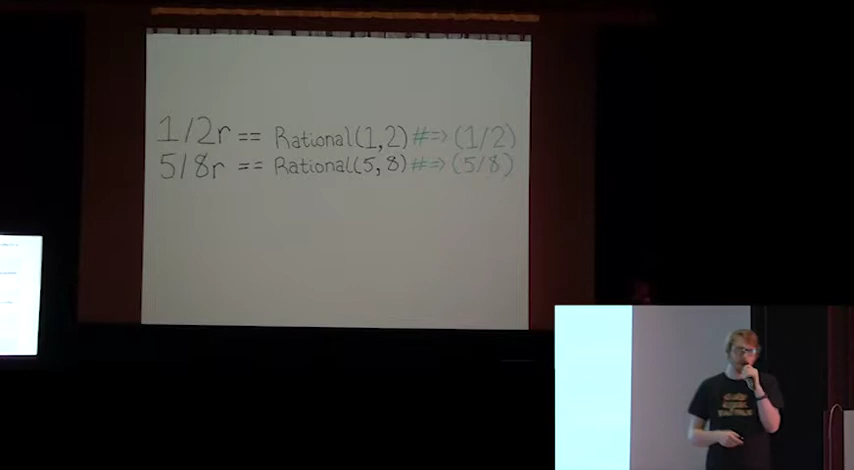 1/2r == Rational(1,2) #=> (1/2)
5/8r == Rational(5, 8) #=> (5/8)